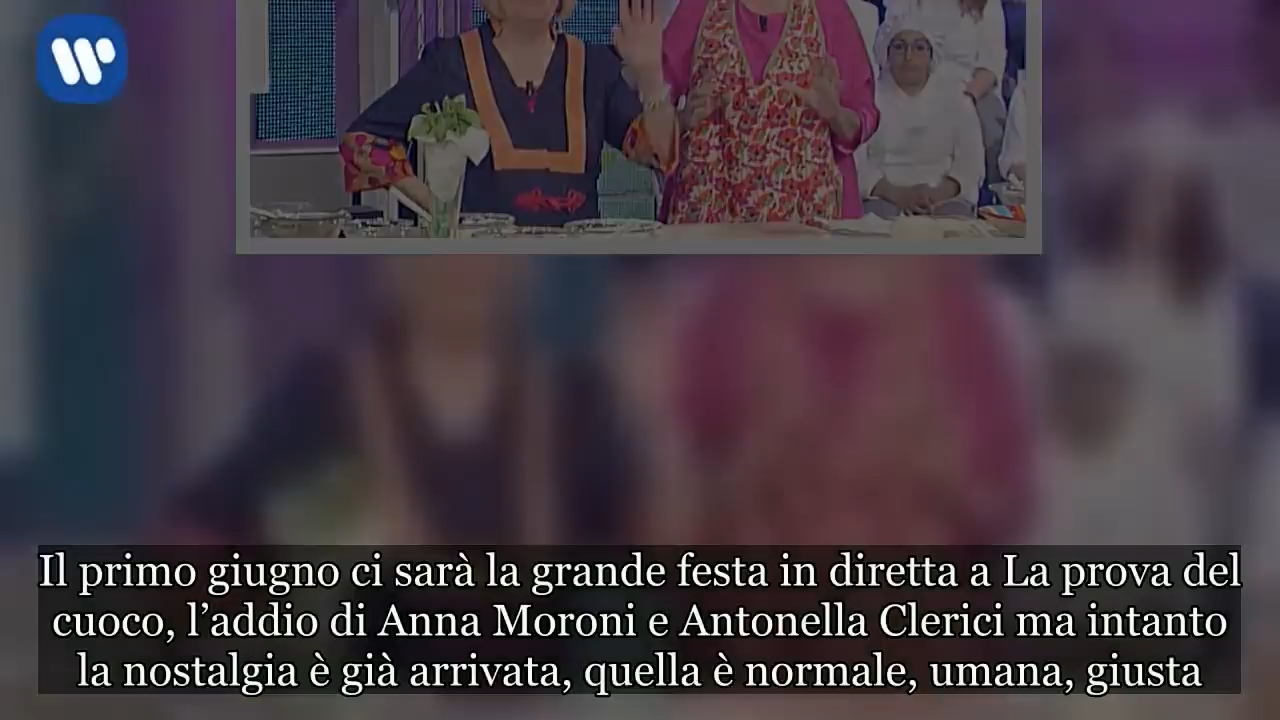 Il primo giugno ci sarà la grande festa in diretta a La prova del
cuoco, l’addio di Anna Moroni e Antonella Clerici ma intanto
la nostalgia è già arrivata, quella è normale, umana, giusta